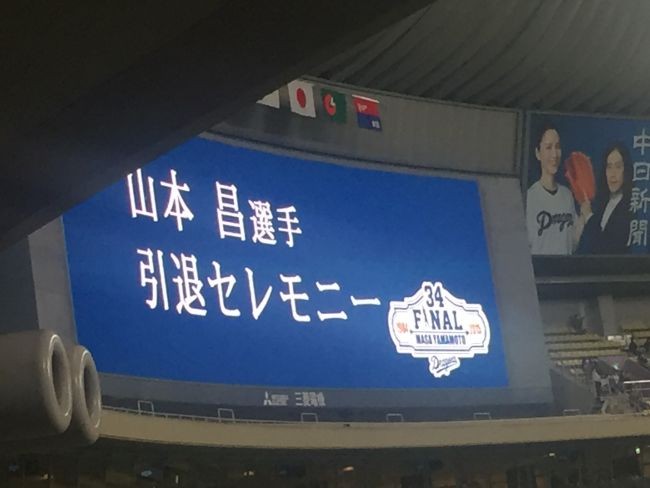 山本 昌選手
引退セレモニー
34
FINAL
MASA YAMAMOTO
Dragons
三菱電機
Dragons
中日新聞